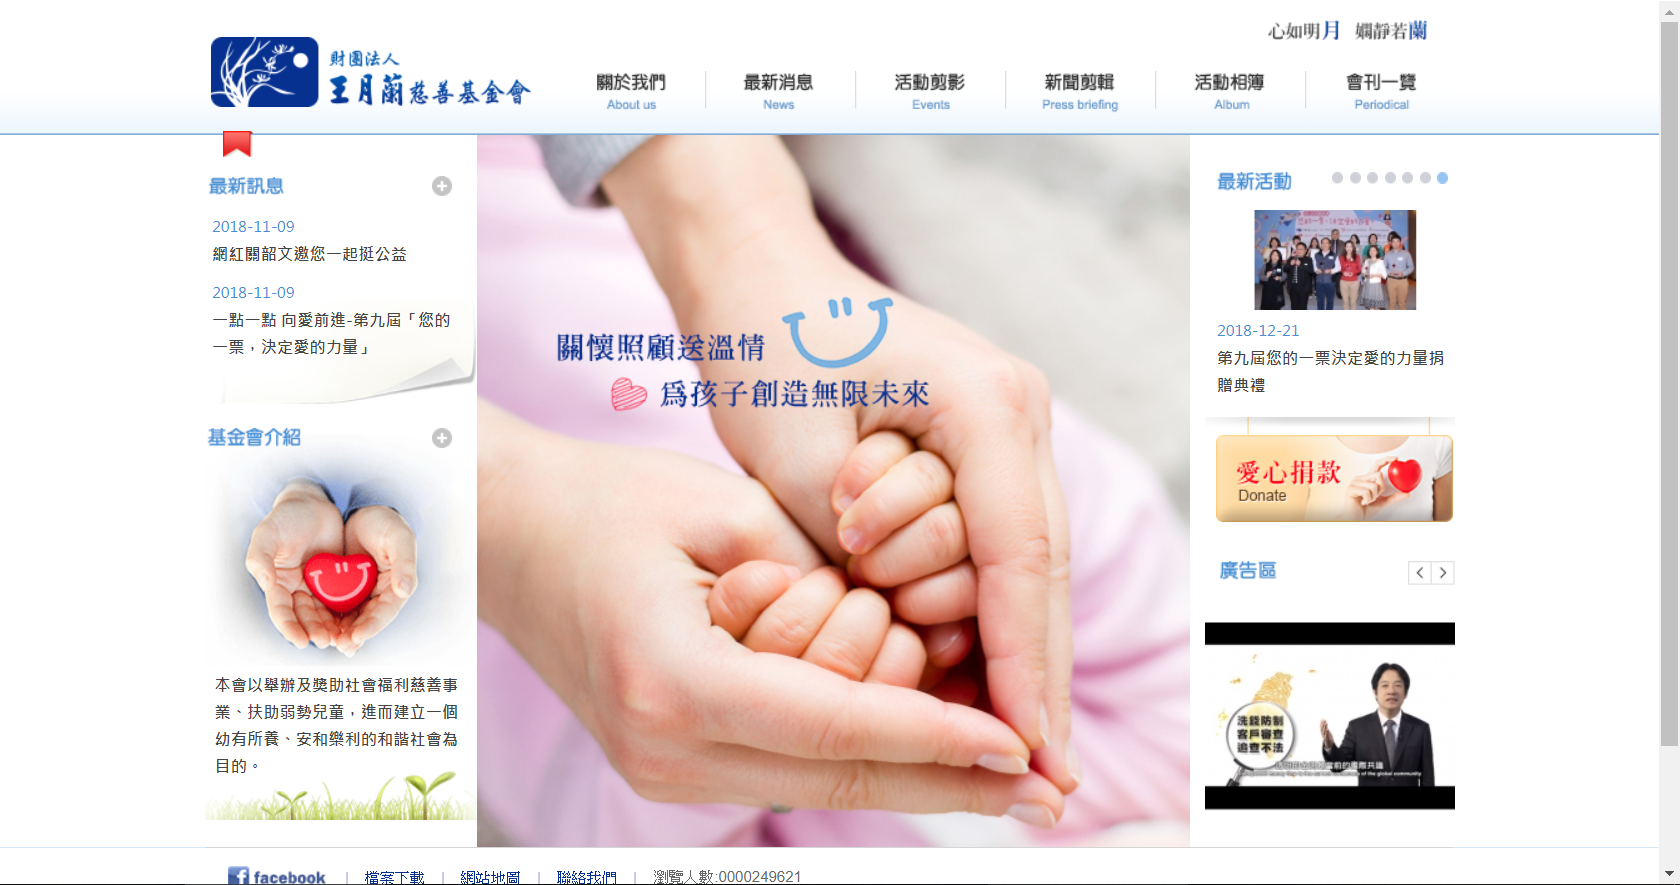 心如明月 嫻靜若蘭
財團法人
王月蘭慈善基金會
關於我們
About us
最新消息
News
活動剪影
Events
新聞剪輯
Press briefing
活動相簿
Album
會刊一覽
Periodical
最新訊息
2018-11-09
網紅關韶文邀您一起挺公益
2018-11-09
一點一點 向愛前進-第九屆「您的
一票，決定愛的力量」
基金會介紹
本會以舉辦及獎助社會福利慈善事
業、扶助弱勢兒童，進而建立一個
幼有所養、安和樂利的和諧社會為
目的。
關懷照顧送溫情
為孩子創造無限未來
最新活動
2018-12-21
第九屆您的一票決定愛的力量捐
贈典禮
愛心捐款
Donate
廣告區
洗錢防制
客戶審查
追查不法
facebook
檔案下載
網站地圖
聯絡我們
瀏覽人數:0000249621